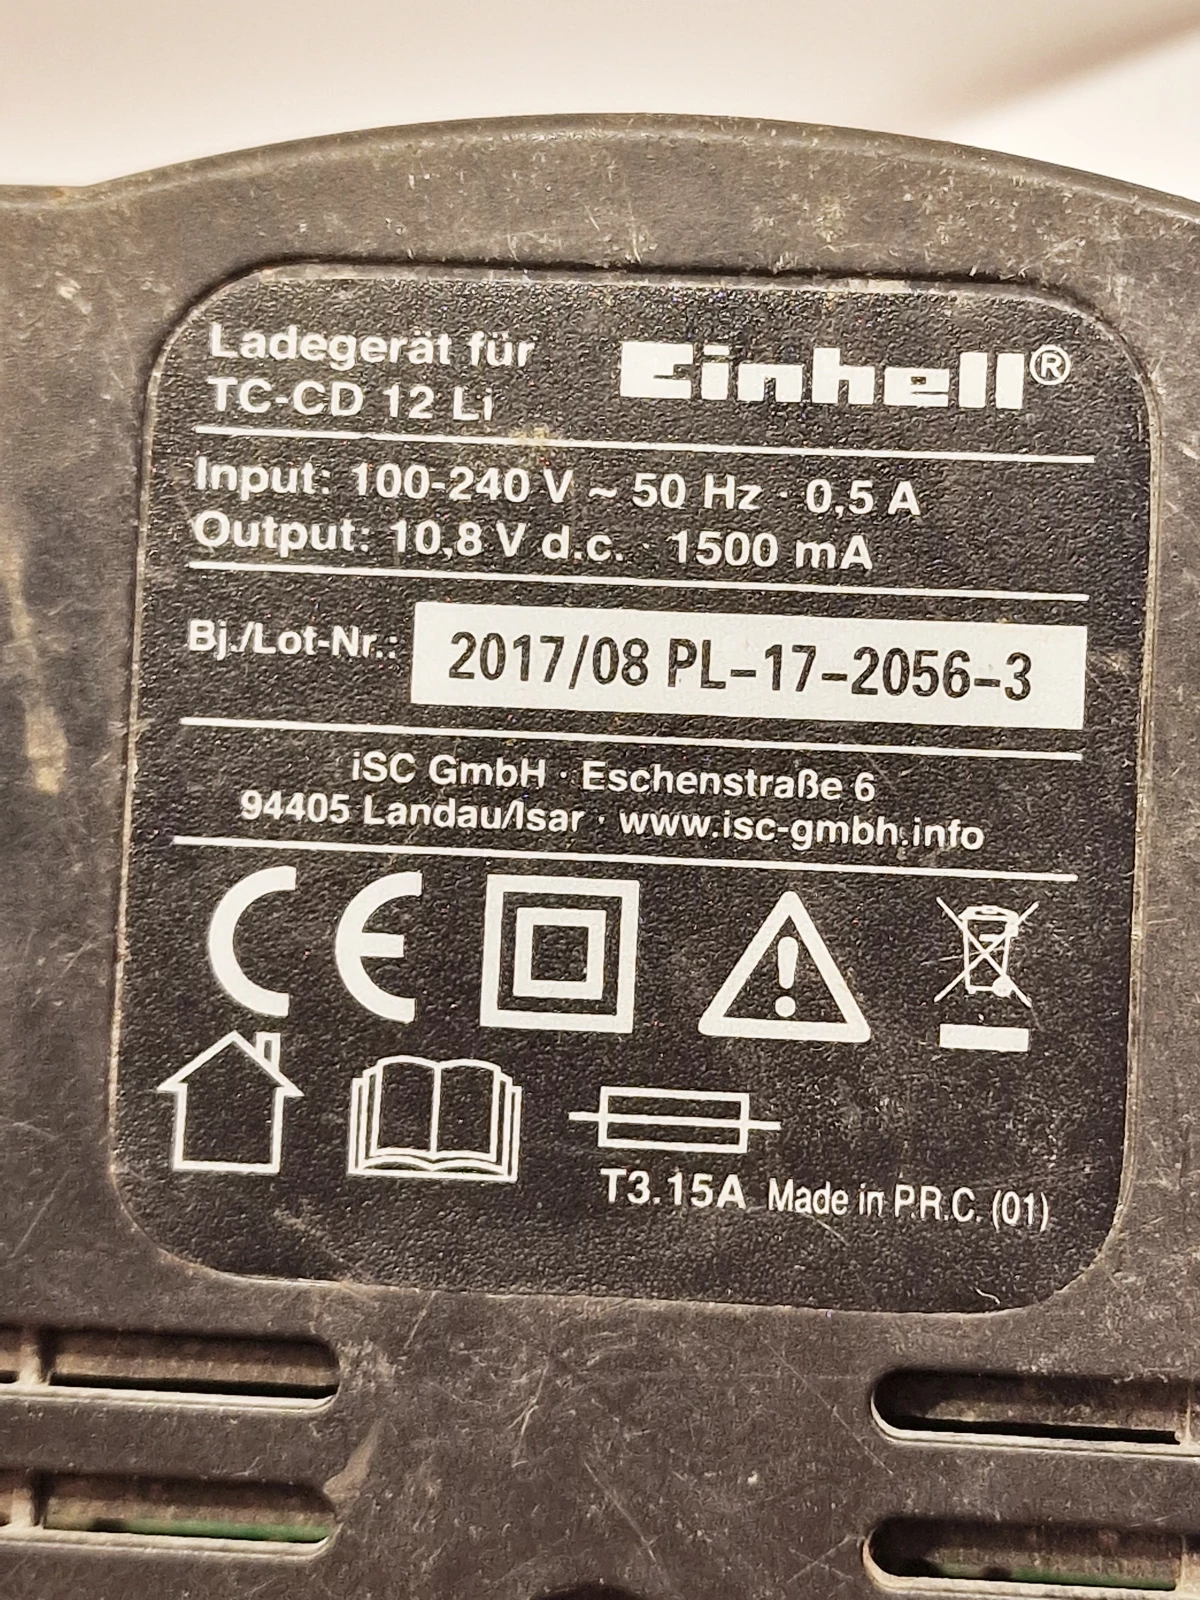 Ladegerät für
TC-CD 12 Li
Einhell®
Input: 100-240 V ~ 50 Hz · 0,5 A
Output: 10,8 V d.c. · 1500 mA
Bj./Lot-Nr.: 2017/08 PL-17-2056-3
iSC GmbH · Eschenstraße 6
94405 Landau/Isar · www.isc-gmbh.info
CE
T3.15A Made in P.R.C. (01)